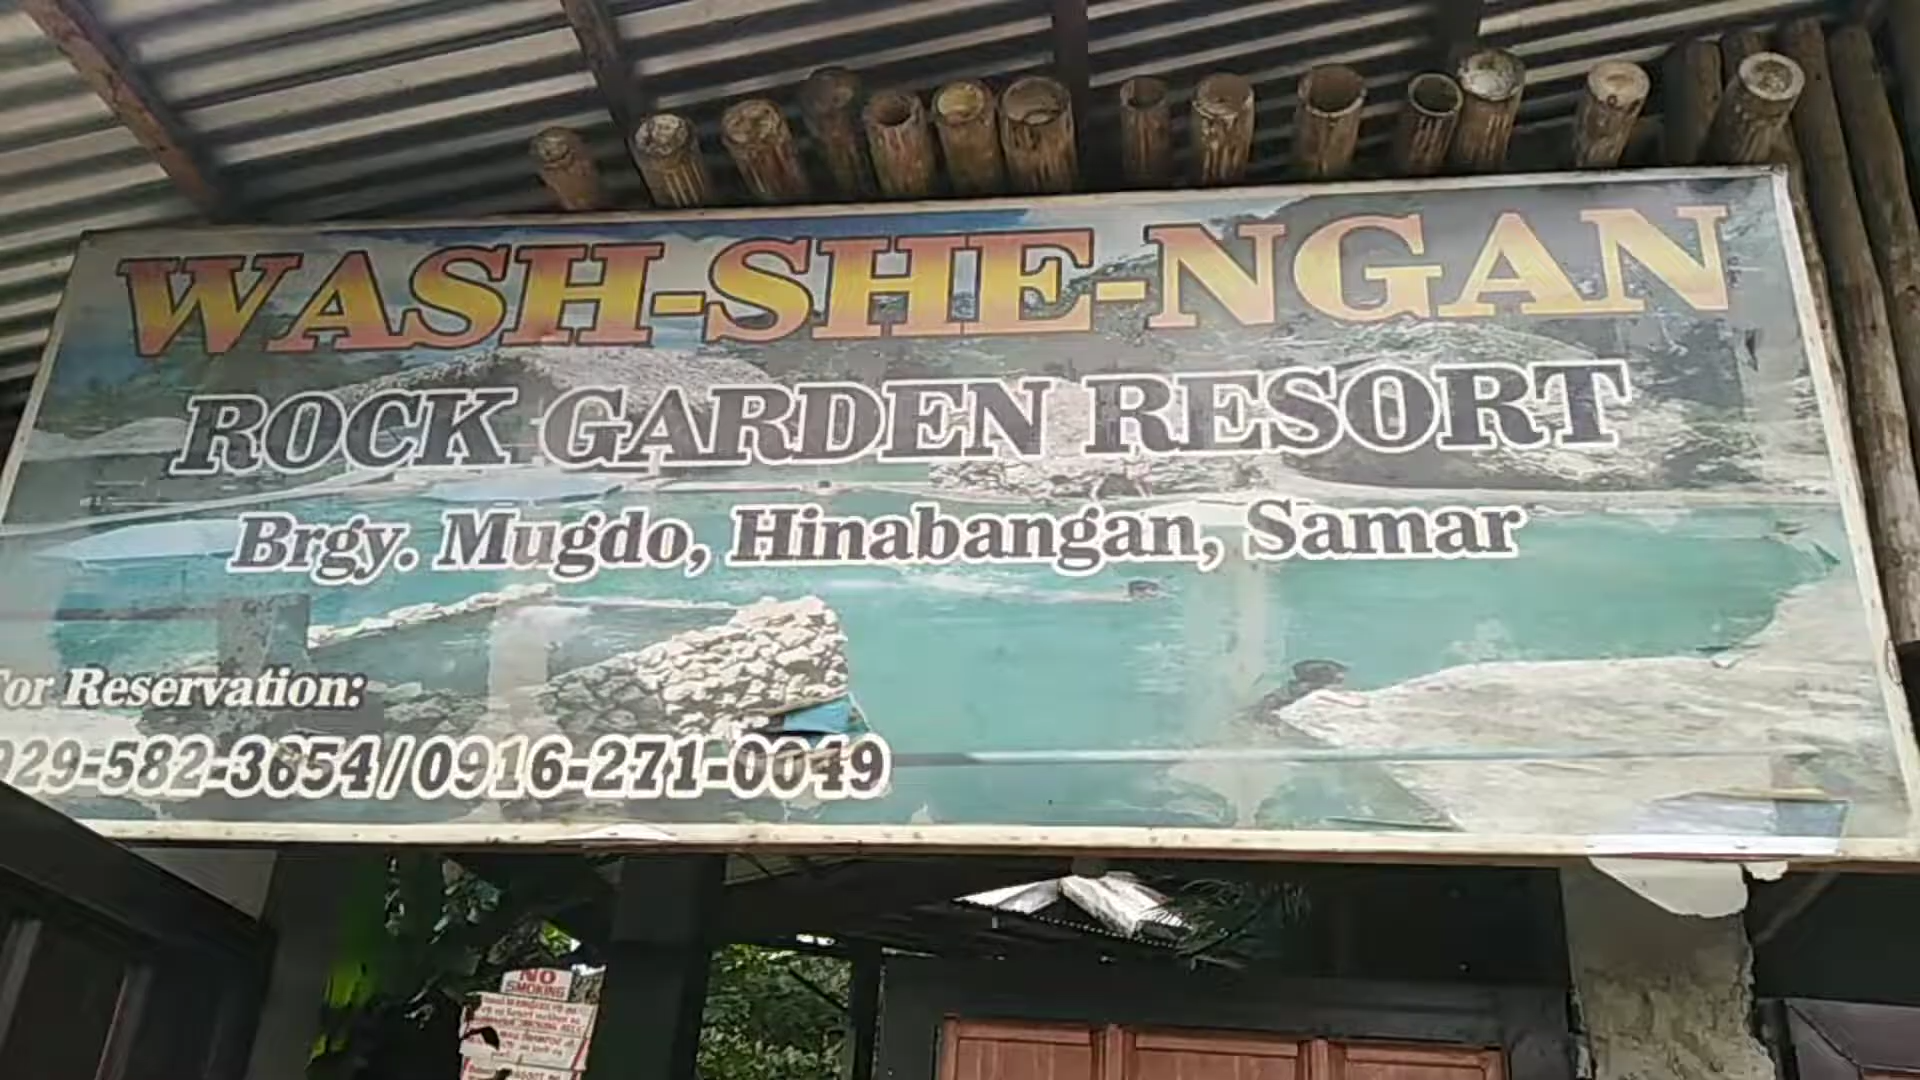 WASH-SHE-NGAN
ROCK GARDEN RESORT
Brgy. Mugdo, Hinabangan, Samar
For Reservation:
929-582-3654/0916-271-0049
NO
SMOKING